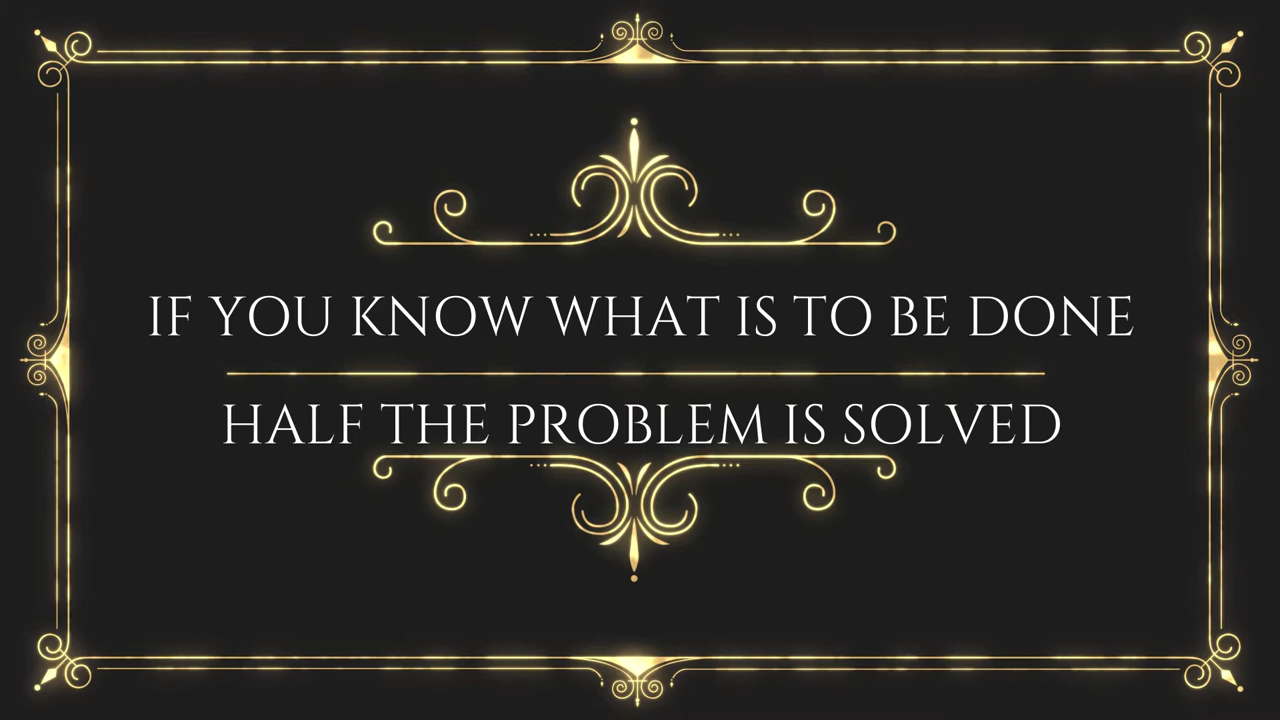 IF YOU KNOW WHAT IS TO BE DONE
HALF THE PROBLEM IS SOLVED